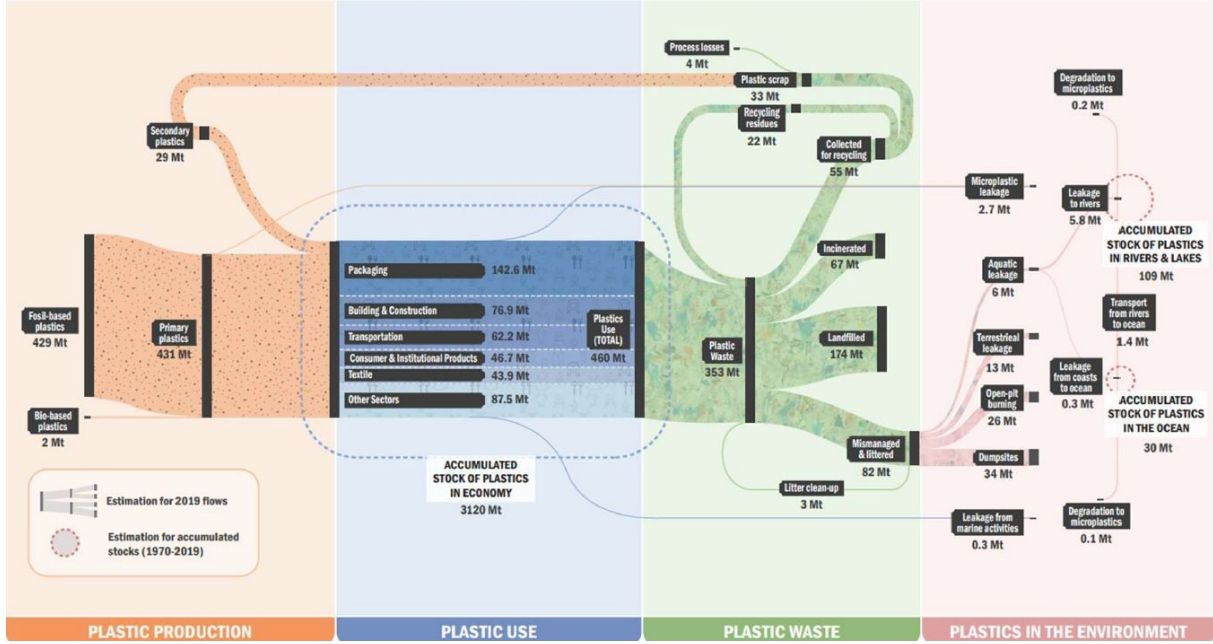 Process losses
4 Mt
Plastic scrap
33 Mt
Recycling
residues
22 Mt
Collected
for recycling
55 Mt
Secondary
plastics
29 Mt
Fosil-based
plastics
429 Mt
Primary
plastics
431 Mt
Bio-based
plastics
2 Mt
Packaging
142.6 Mt
Building & Construction
76.9 Mt
Transportation
62.2 Mt
Consumer & Institutional Products
46.7 Mt
Textile
43.9 Mt
Other Sectors
87.5 Mt
Plastics
Use
(TOTAL)
460 Mt
ACCUMULATED
STOCK OF PLASTICS
IN ECONOMY
3120 Mt
Plastic
Waste
353 Mt
Incinerated
67 Mt
Landfilled
174 Mt
Mismanaged
& littered
82 Mt
Litter clean-up
3 Mt
Degradation to
microplastics
0.2 Mt
Microplastic
leakage
2.7 Mt
Leakage
to rivers
5.8 Mt
ACCUMULATED
STOCK OF PLASTICS
IN RIVERS & LAKES
109 Mt
Aquatic
leakage
6 Mt
Transport
from rivers
to ocean
1.4 Mt
Terrestrieal
leakage
13 Mt
Leakage
from coasts
to ocean
0.3 Mt
Open-pit
burning
26 Mt
ACCUMULATED
STOCK OF PLASTICS
IN THE OCEAN
30 Mt
Dumpsites
34 Mt
Leakage from
marine activities
0.3 Mt
Degradation to
microplastics
0.1 Mt
Estimation for 2019 flows
Estimation for accumulated
stocks (1970-2019)
PLASTIC PRODUCTION
PLASTIC USE
PLASTIC WASTE
PLASTICS IN THE ENVIRONMENT